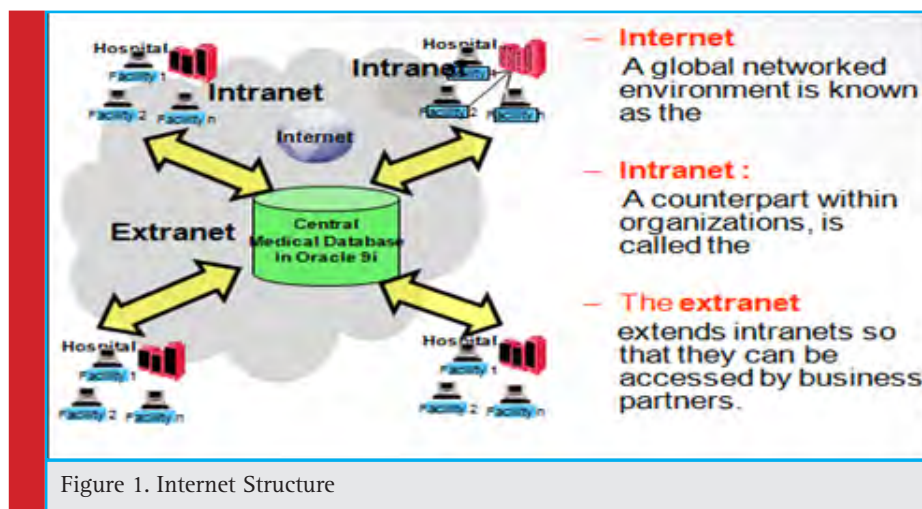 Hospital
Facility 1
Facility 2
Facility n
Intranet
Hospital
Intranet
Facility 2
Facility n
Internet
Extranet
Central
Medical Database
in Oracle 9i
Hospital
Facility 1
Facility 2
Facility n
Hospital
Facility 1
Facility 2
Facility n
– Internet
A global networked
environment is known
as the
– Intranet :
A counterpart within
organizations, is
called the
– The extranet
extends intranets so
that they can be
accessed by business
partners.
Figure 1. Internet Structure